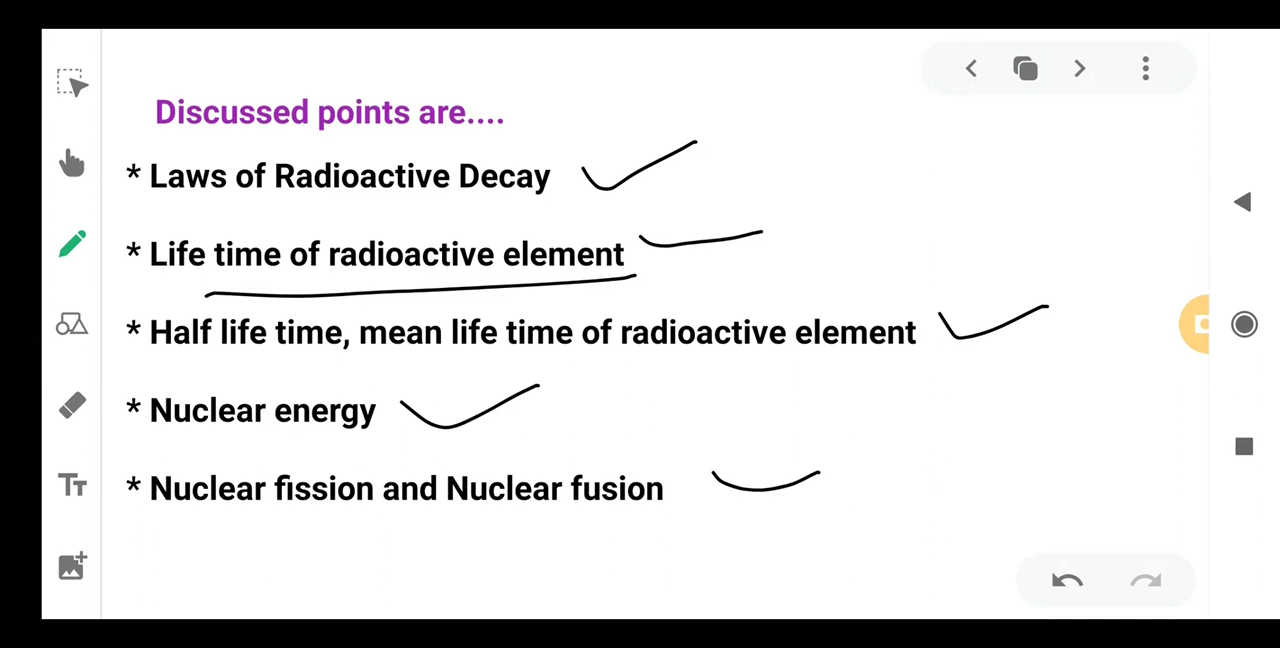 Discussed points are....
* Laws of Radioactive Decay
* Life time of radioactive element
* Half life time, mean life time of radioactive element
* Nuclear energy
* Nuclear fission and Nuclear fusion